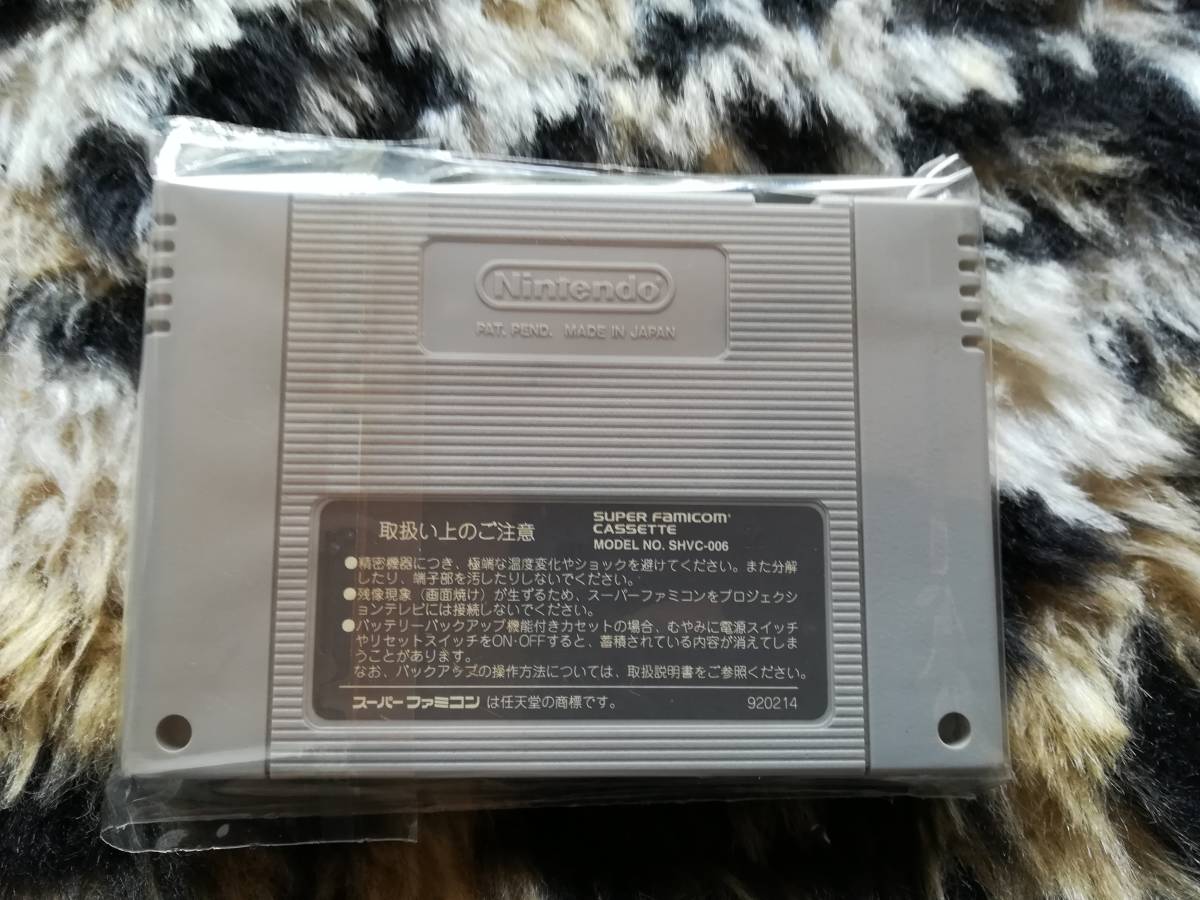 Nintendo
PAT. PEND. MADE IN JAPAN
取扱い上のご注意
SUPER FAMICOM
CASSETTE
MODEL NO. SHVC-006
●精密機器につき、極端な温度変化やショックを避けてください。また分解
したり、端子部を汚したりしないでください。
●残像現象（画面焼け）が生ずるため、スーパーファミコンをプロジェクシ
ョンテレビには接続しないでください。
●バッテリーバックアップ機能付きカセットの場合、むやみに電源スイッチ
やリセットスイッチをON・OFFすると、蓄積されている内容が消えてしま
うことがあります。
なお、バックアップの操作方法については、取扱説明書をご参照ください。
スーパーファミコン は任天堂の商標です。
920214